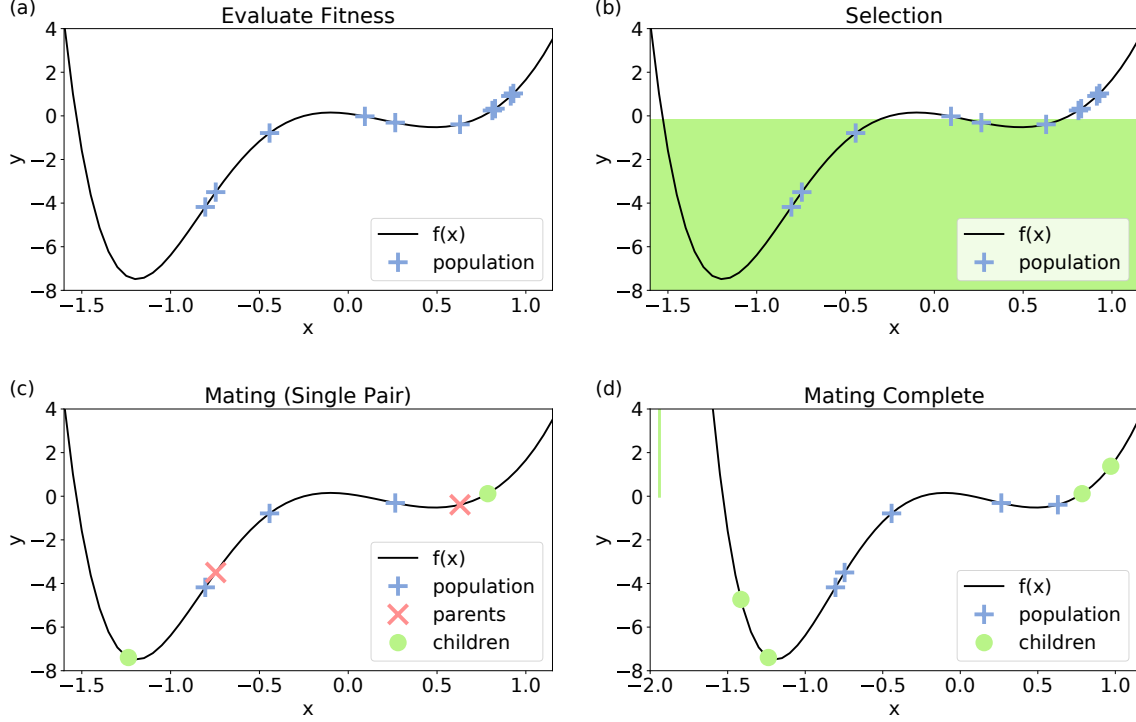 (a)
Evaluate Fitness
4
2
0
−2
−4
−6
−8
y
−1.5 −1.0 −0.5 0.0 0.5 1.0
x
f(x)
population
(b)
Selection
4
2
0
−2
−4
−6
−8
y
−1.5 −1.0 −0.5 0.0 0.5 1.0
x
f(x)
population
(c)
Mating (Single Pair)
4
2
0
−2
−4
−6
−8
y
−1.5 −1.0 −0.5 0.0 0.5 1.0
x
f(x)
population
parents
children
(d)
Mating Complete
4
2
0
−2
−4
−6
−8
y
−2.0 −1.5 −1.0 −0.5 0.0 0.5 1.0
x
f(x)
population
children